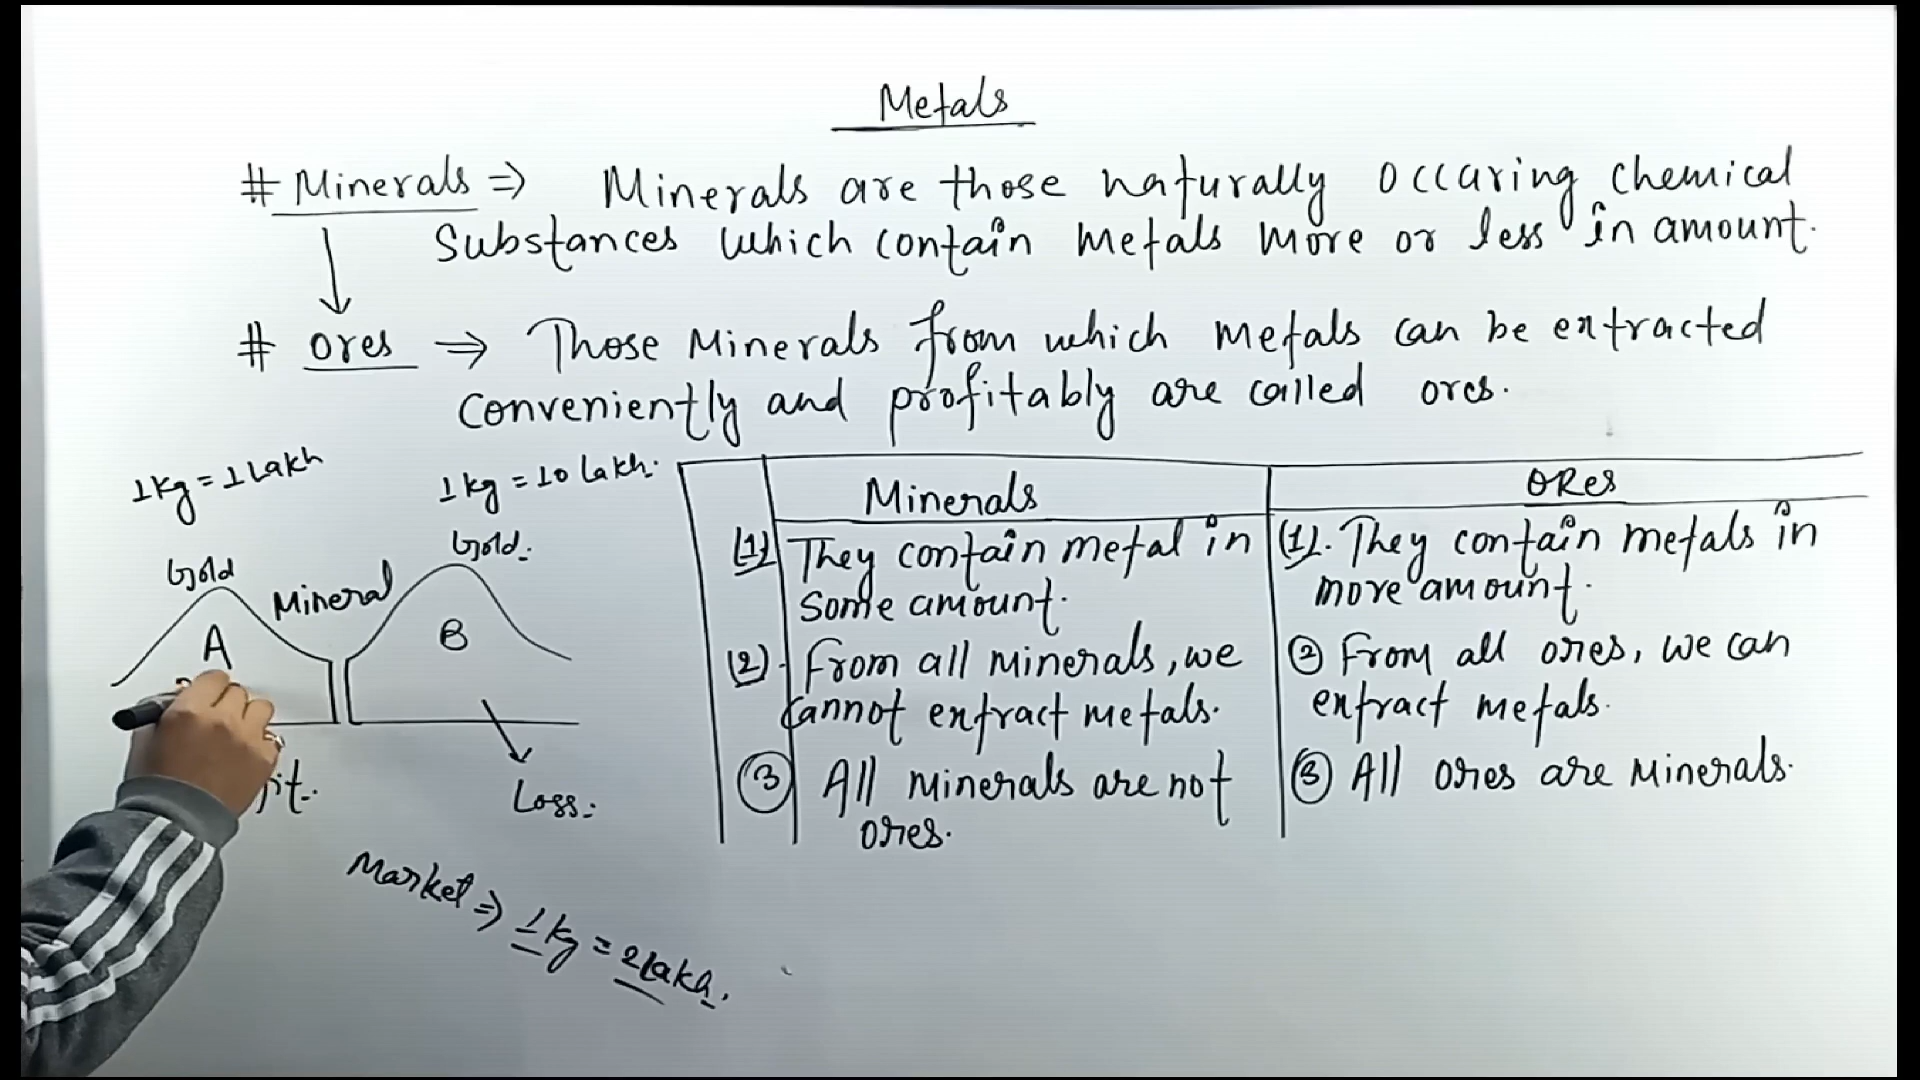 Metals
# Minerals ⇒ Minerals are those naturally occuring chemical
Substances which contain metals more or less in amount.
# ores → Those Minerals from which metals can be extracted
conveniently and profitably are called ores.
1kg = 1 Lakh
1kg = 10 Lakh.
Gold
Gold.
Mineral
A
B
Loss.
Market ⇒ 1kg = 2 Lakh.
Minerals
ORes
(1) They contain metal in
some amount.
(2). From all minerals, we
cannot extract metals.
(3) All minerals are not
ores.
(1). They contain metals in
more amount.
(2) From all ores, we can
extract metals.
(3) All ores are Minerals.